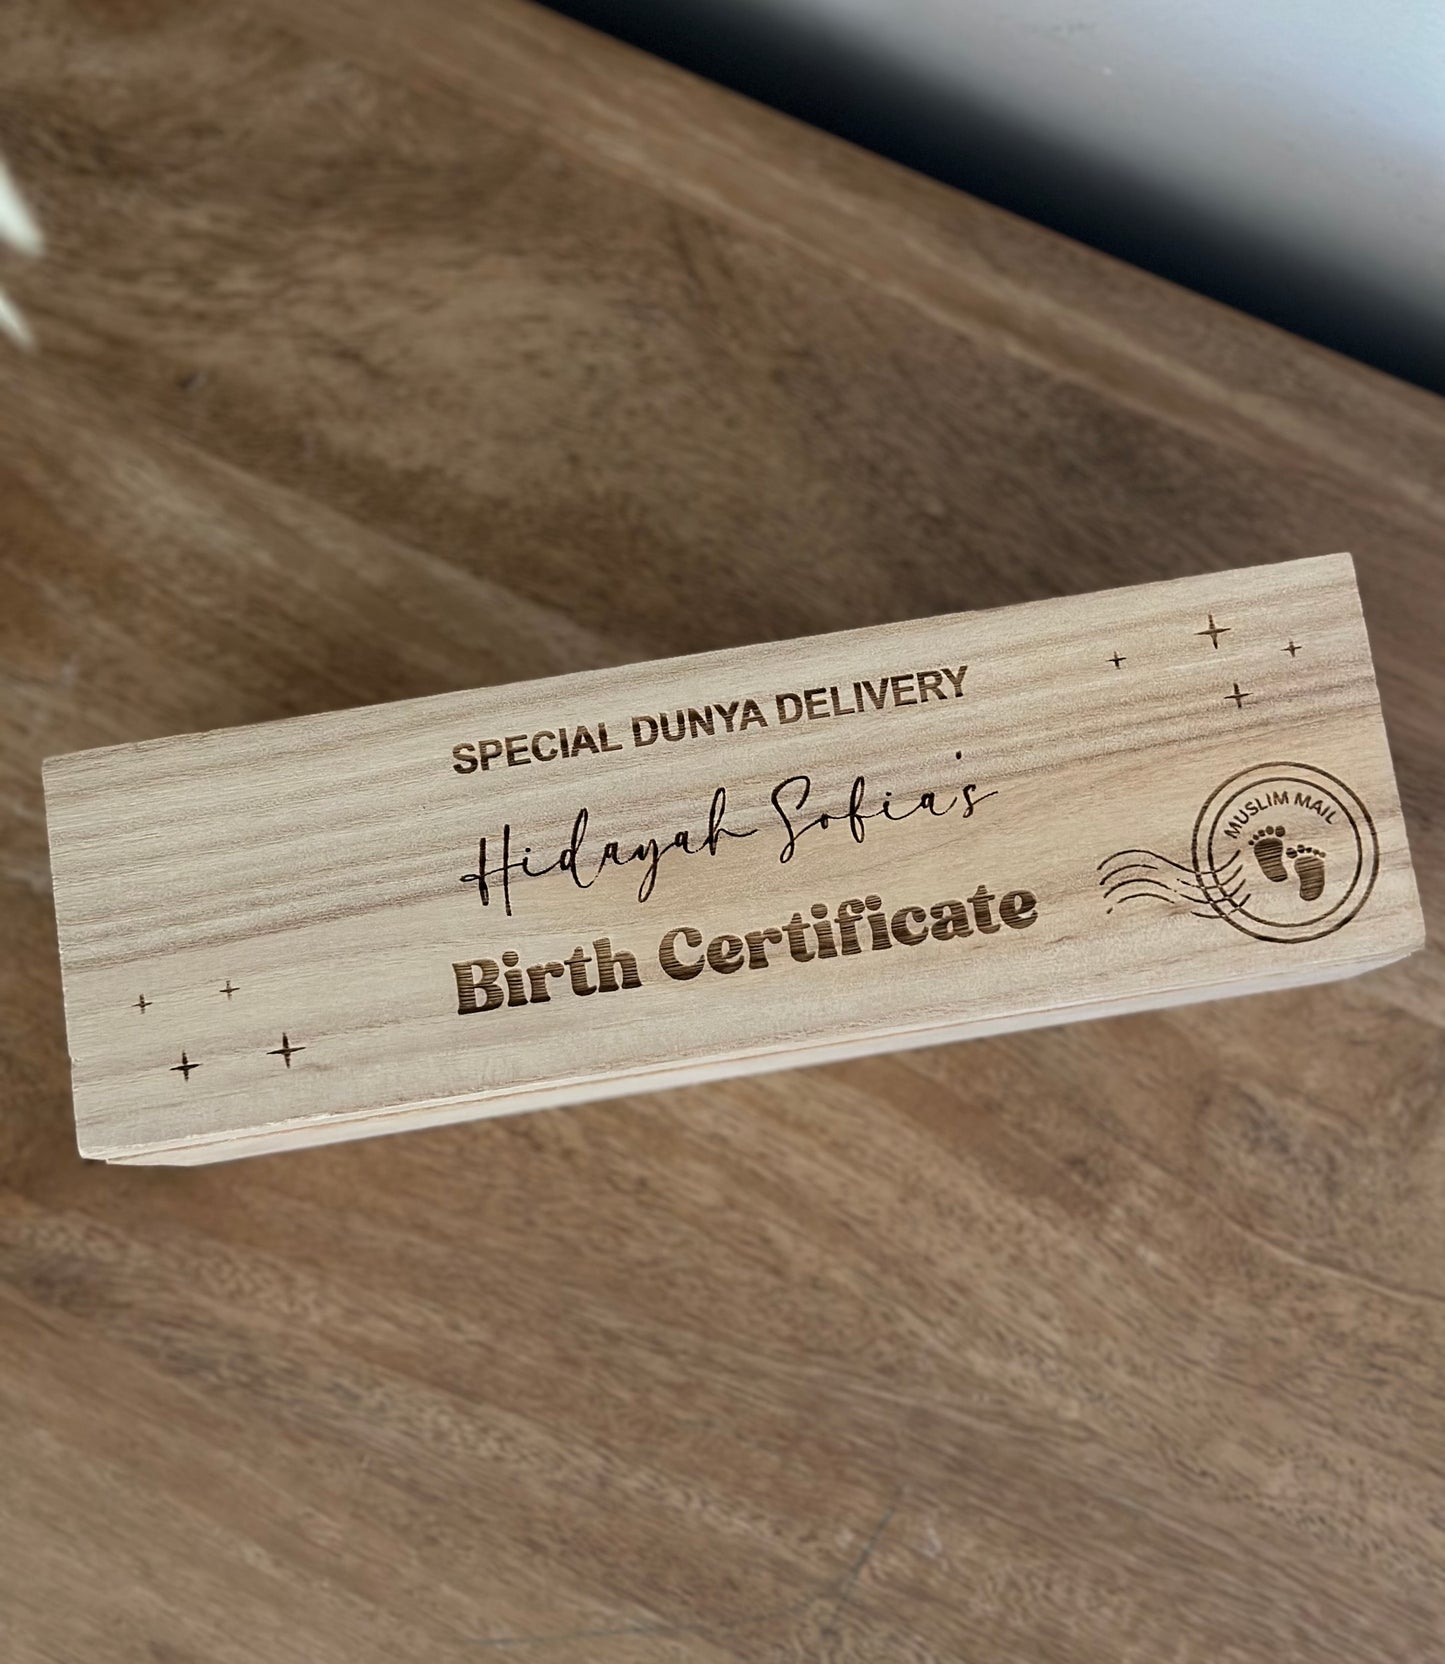 SPECIAL DUNYA DELIVERY
Hidayah Sofia's
Birth Certificate
MUSLIM MAIL